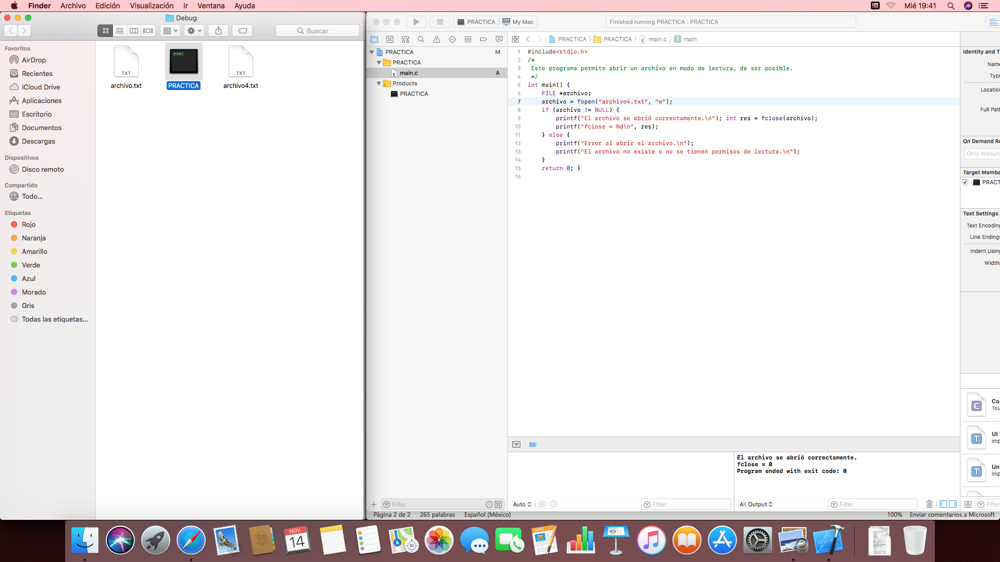 Finder Archivo Edición Visualización Ir Ventana Ayuda
Mié 19:41
Debug
Buscar
Favoritos
AirDrop
Recientes
iCloud Drive
Aplicaciones
Escritorio
Documentos
Descargas
Dispositivos
Disco remoto
Compartido
Todo...
Etiquetas
Rojo
Naranja
Amarillo
Verde
Azul
Morado
Gris
Todas las etiquetas...
TXT
archivo.txt
exec
PRACTICA
TXT
archivo4.txt
PRACTICA My Mac
Finished running PRACTICA : PRACTICA
PRACTICA PRACTICA main.c main
PRACTICA M
PRACTICA
main.c A
Products
PRACTICA
1 #include<stdio.h>
2 /*
3 Este programa permite abrir un archivo en modo de lectura, de ser posible.
4 */
5 int main() {
6 FILE *archivo;
7 archivo = fopen("archivo4.txt", "w");
8 if (archivo != NULL) {
9 printf("El archivo se abrió correctamente.\n"); int res = fclose(archivo);
10 printf("fclose = %d\n", res);
11 } else {
12 printf("Error al abrir el archivo.\n");
13 printf("El archivo no existe o no se tienen permisos de lectura.\n");
14 }
15 return 0; }
16
Identity and T
Name
Type
Location
Full Path
On Demand Re
Only resourc
Target Membe
PRACT
Text Settings
Text Encoding
Line Endings
Indent Using
Widths
C
Co
Tou
T
UI
imp
T
Un
imp
El archivo se abrió correctamente.
fclose = 0
Program ended with exit code: 0
Filter
Auto
Filter
All Output
Filter
Filter
Página 2 de 2 265 palabras Español (México)
100% Enviar comentarios a Microsoft
NOV.
14
3D
PAGES
DOCX